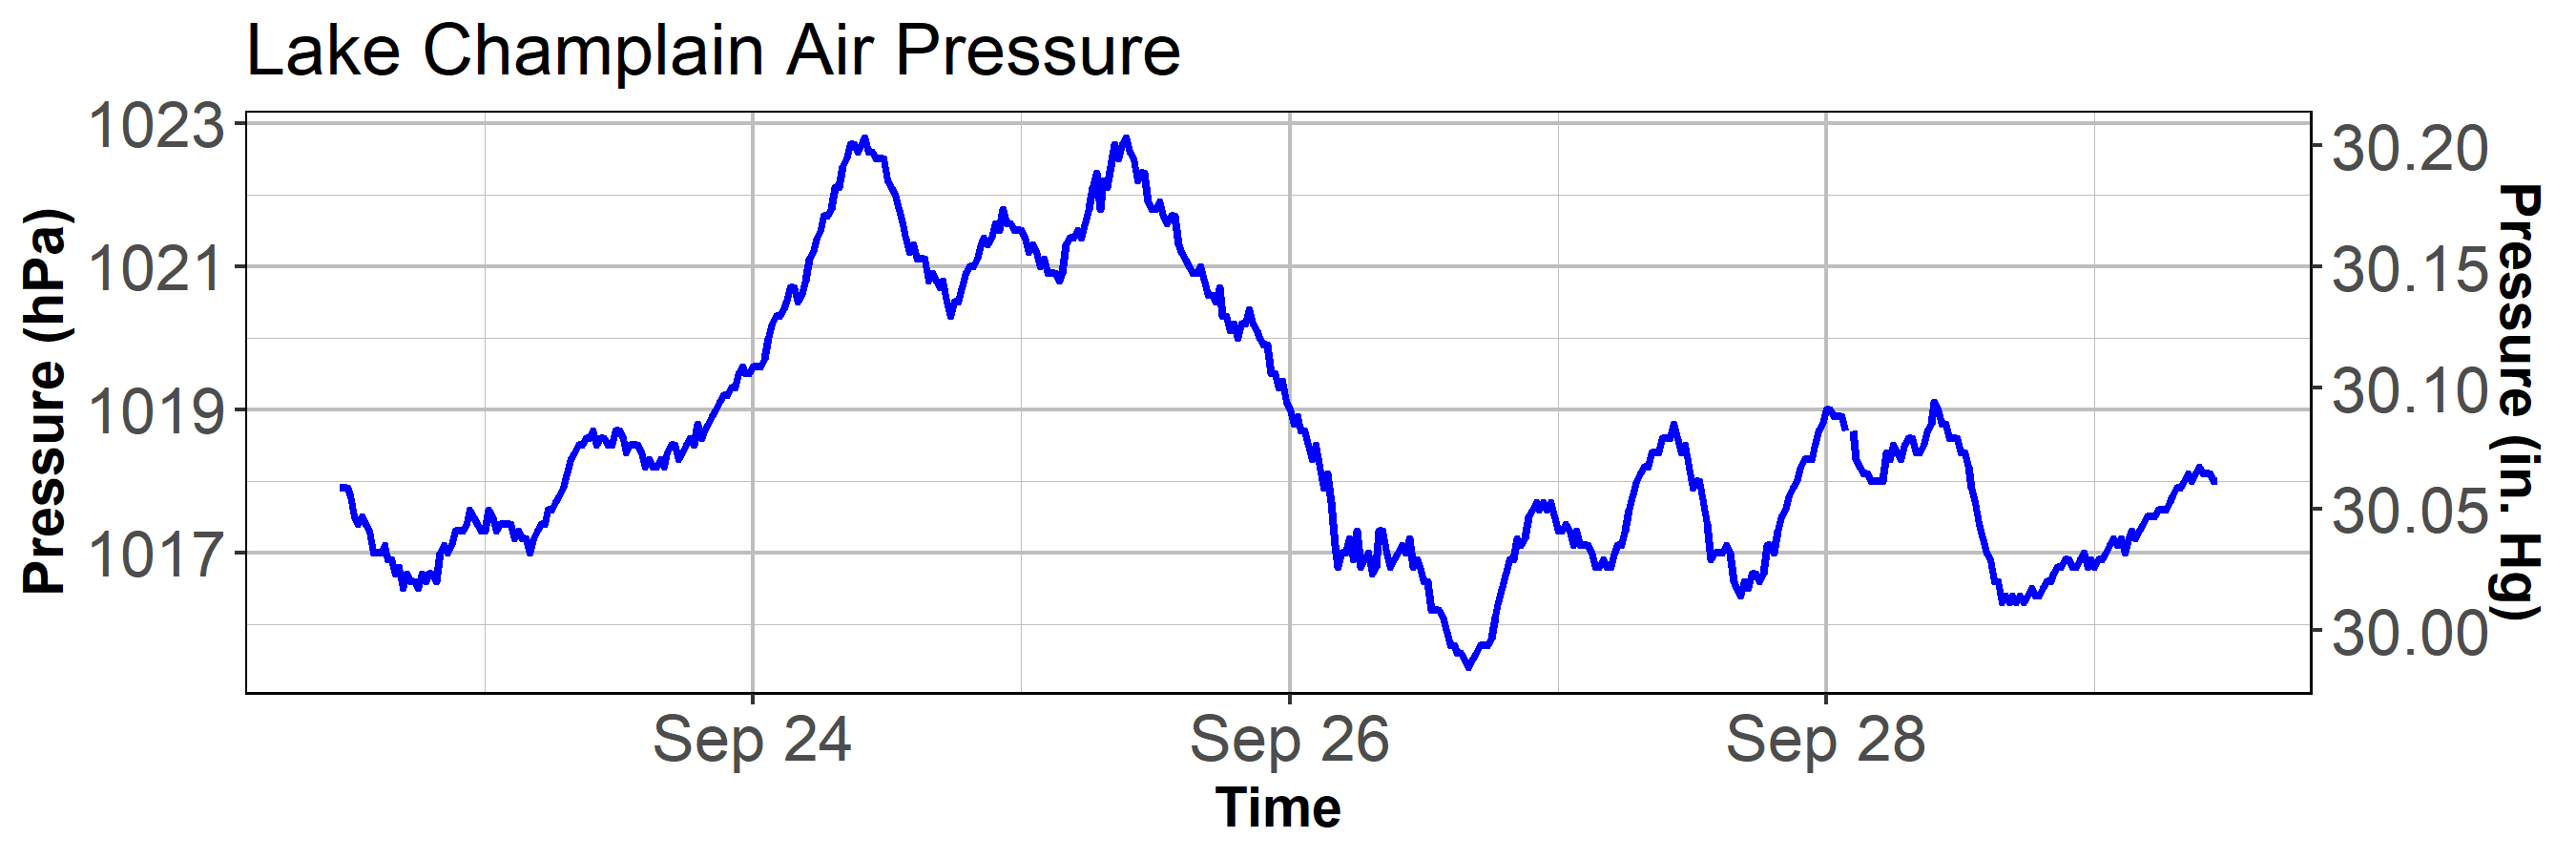 Lake Champlain Air Pressure
Pressure (hPa)
1023
1021
1019
1017
30.20
30.15
30.10
30.05
30.00
Pressure (in. Hg)
Sep 24 Sep 26 Sep 28
Time